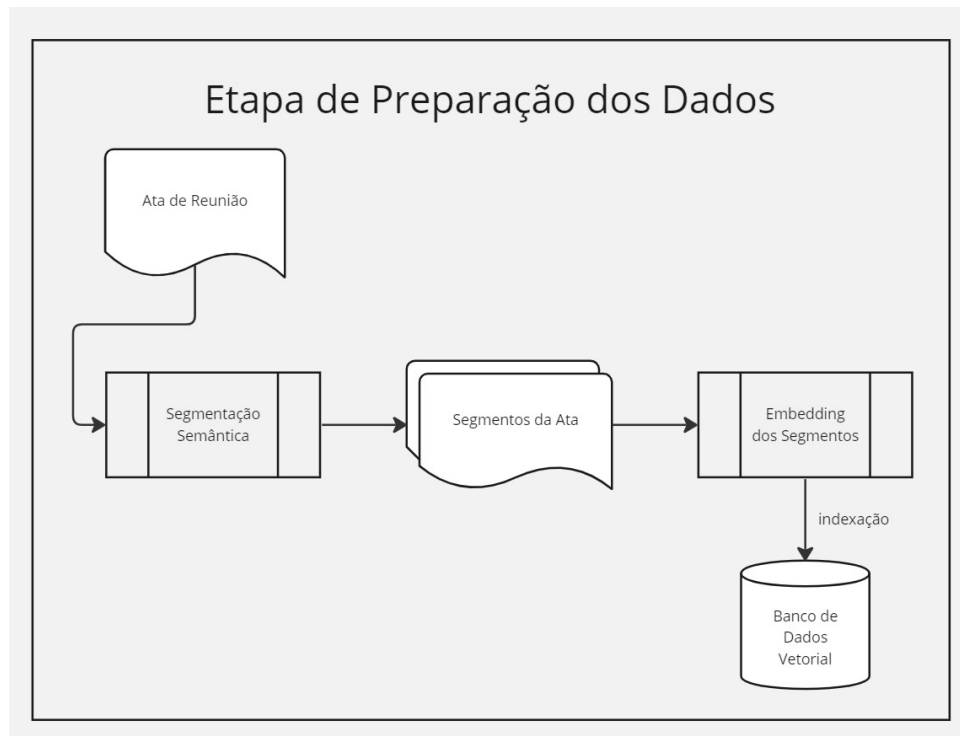 Etapa de Preparação dos Dados
Ata de Reunião
Segmentação
Semântica
Segmentos da Ata
Embedding
dos Segmentos
indexação
Banco de
Dados
Vetorial